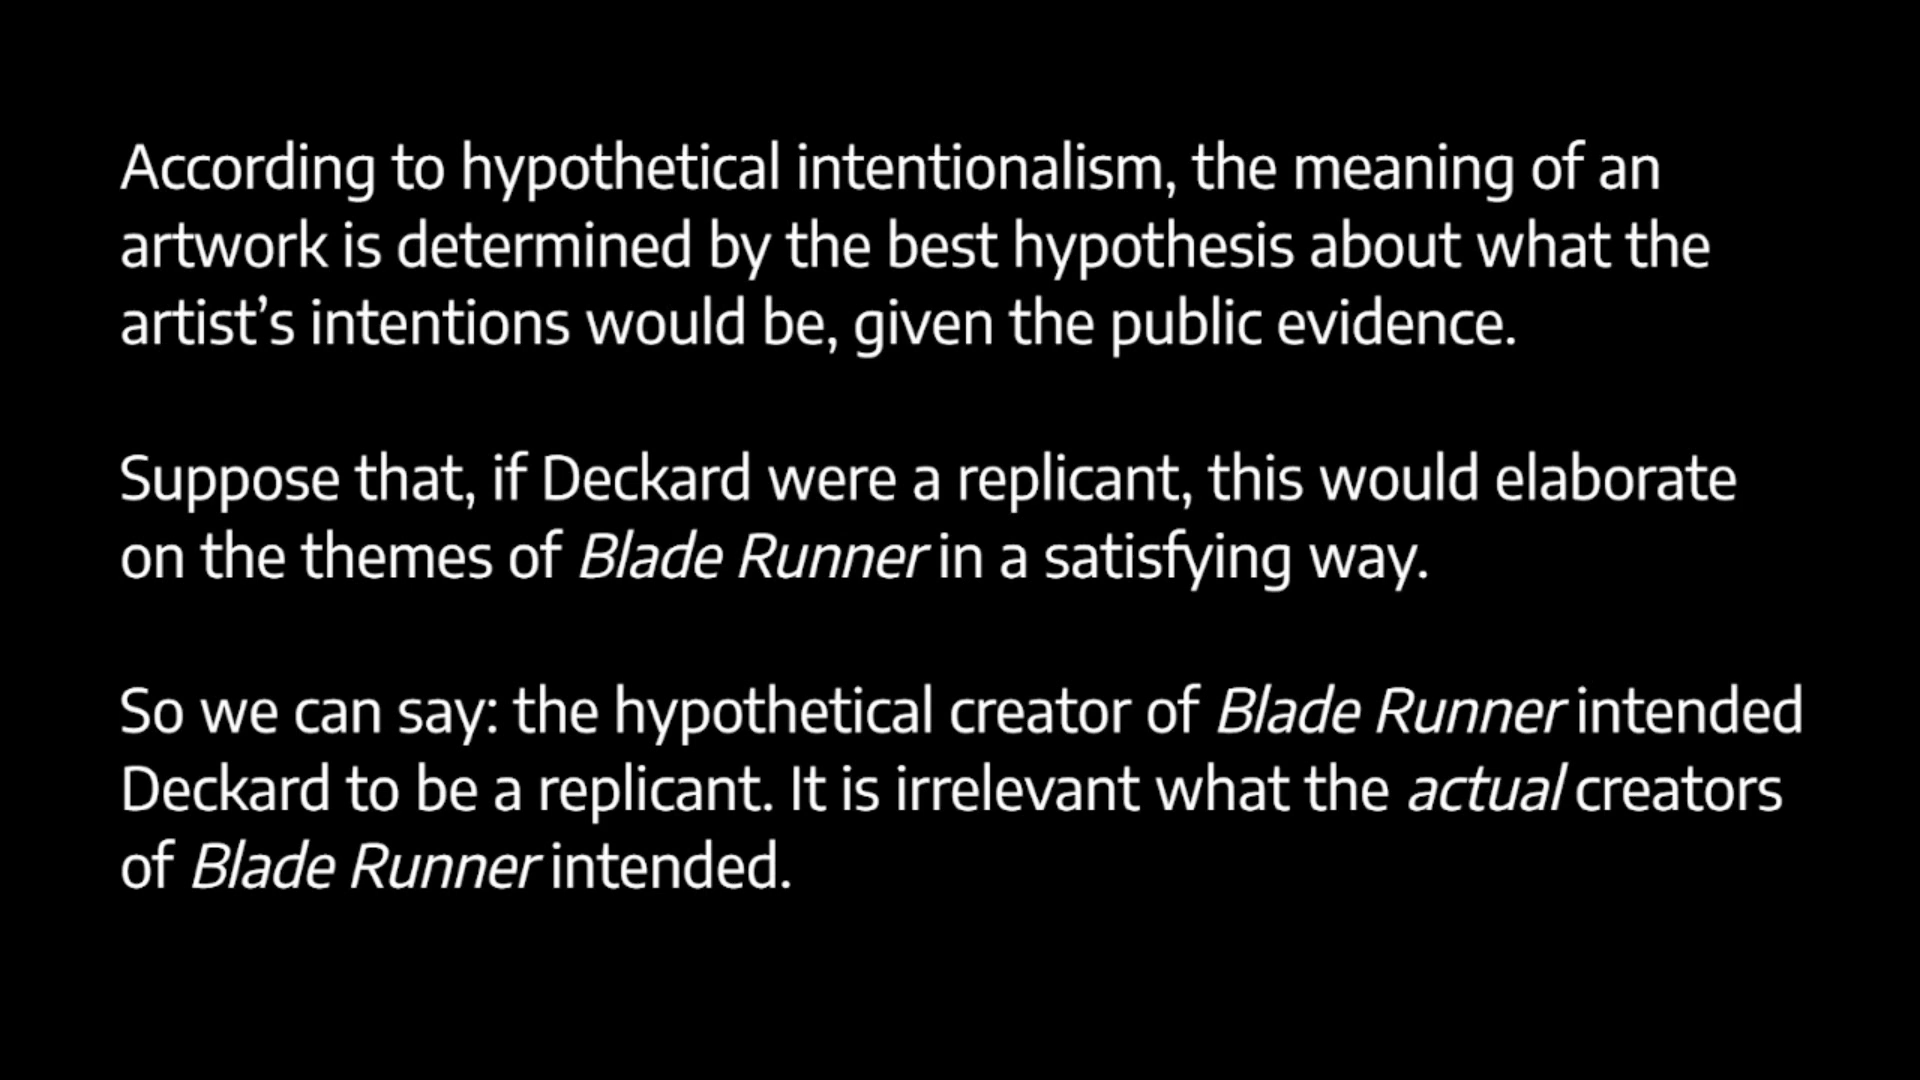 According to hypothetical intentionalism, the meaning of an
artwork is determined by the best hypothesis about what the
artist’s intentions would be, given the public evidence.
Suppose that, if Deckard were a replicant, this would elaborate
on the themes of Blade Runner in a satisfying way.
So we can say: the hypothetical creator of Blade Runner intended
Deckard to be a replicant. It is irrelevant what the actual creators
of Blade Runner intended.